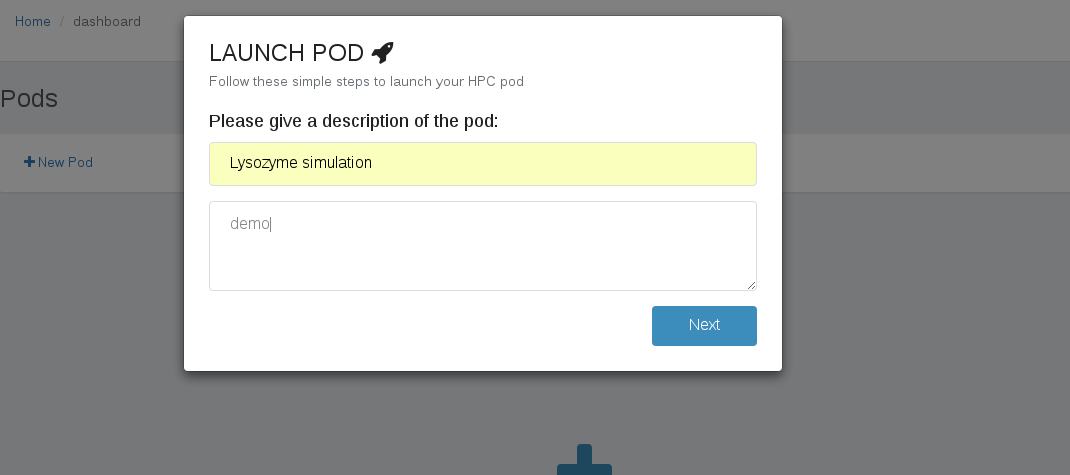 Home / dashboard
LAUNCH POD
Follow these simple steps to launch your HPC pod
Pods
Please give a description of the pod:
New Pod
Lysozyme simulation
demo
Next